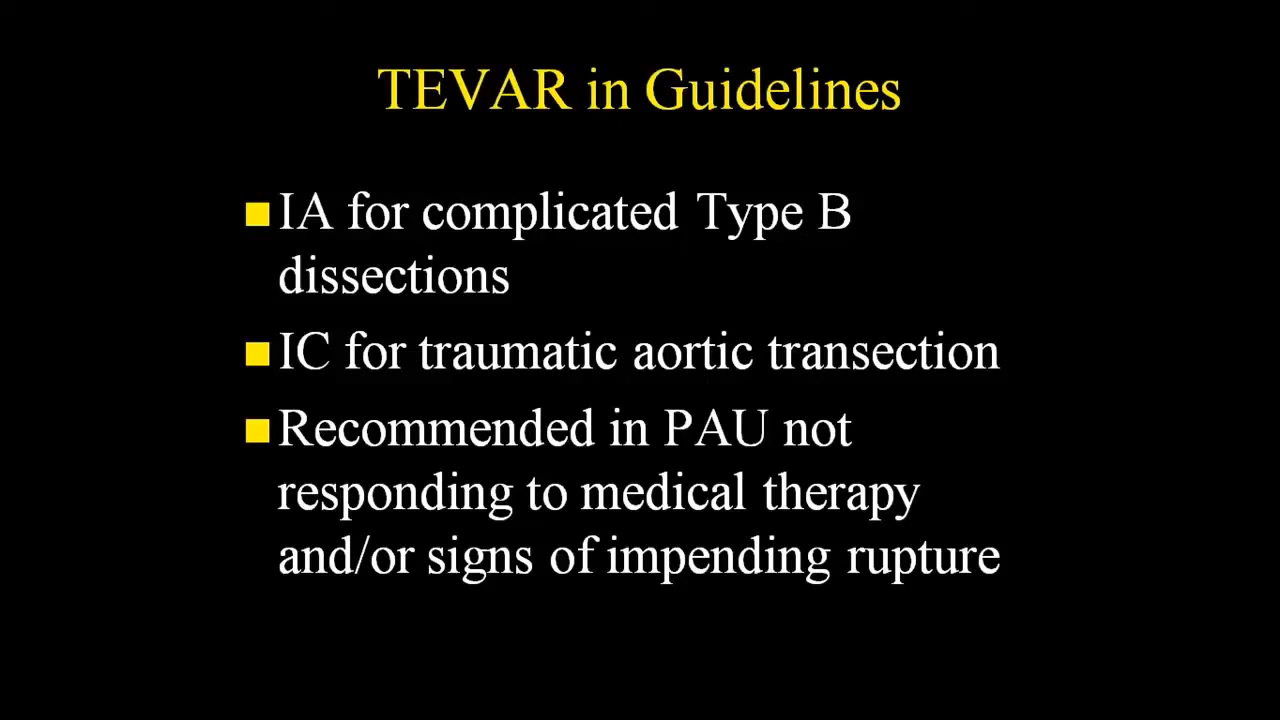 TEVAR in Guidelines
IA for complicated Type B
dissections
IC for traumatic aortic transection
Recommended in PAU not
responding to medical therapy
and/or signs of impending rupture